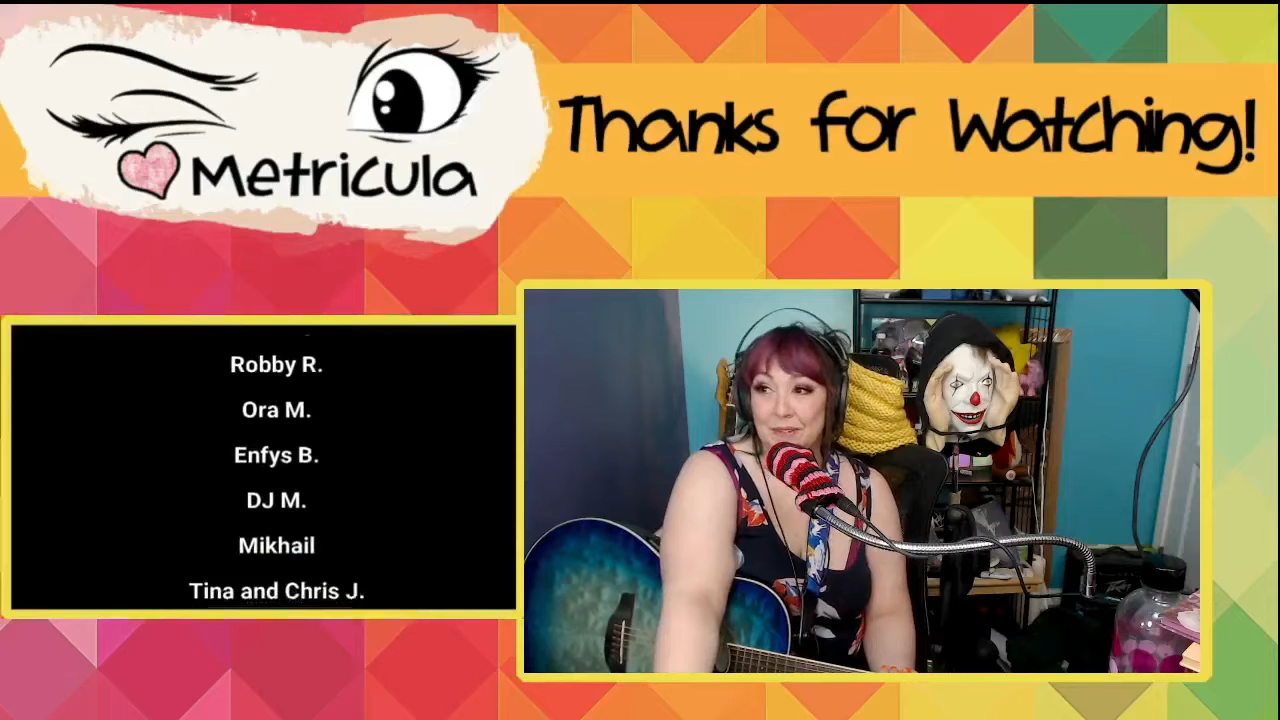 Metricula
Thanks for Watching!
Robby R.
Ora M.
Enfys B.
DJ M.
Mikhail
Tina and Chris J.